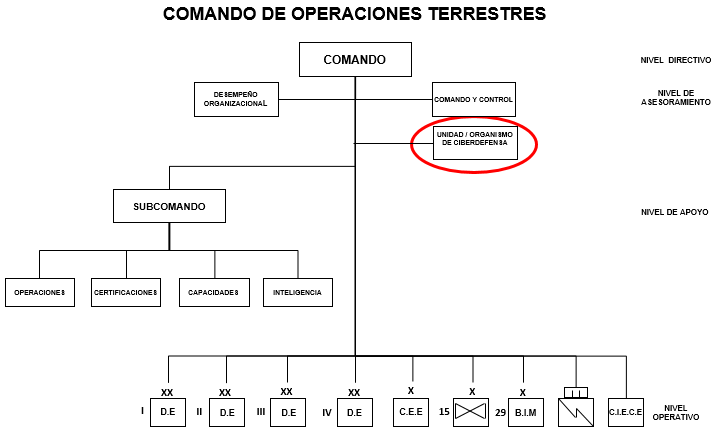 COMANDO DE OPERACIONES TERRESTRES
COMANDO
NIVEL DIRECTIVO
DESEMPEÑO
ORGANIZACIONAL
COMANDO Y CONTROL
NIVEL DE
ASESORAMIENTO
UNIDAD / ORGANISMO
DE CIBERDEFENSA
SUBCOMANDO
NIVEL DE APOYO
OPERACIONES
CERTIFICACIONES
CAPACIDADES
INTELIGENCIA
XX XX XX XX X X X
I D.E II D.E III D.E IV D.E C.E.E 15 29 B.I.M C.I.E.C.E
NIVEL
OPERATIVO